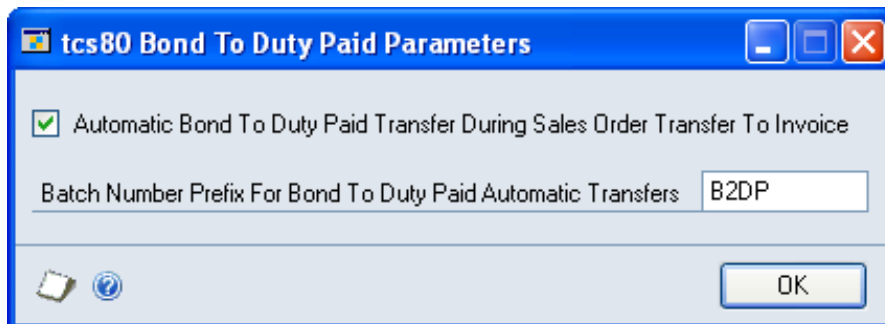 tcs80 Bond To Duty Paid Parameters
Automatic Bond To Duty Paid Transfer During Sales Order Transfer To Invoice
Batch Number Prefix For Bond To Duty Paid Automatic Transfers B2DP
OK